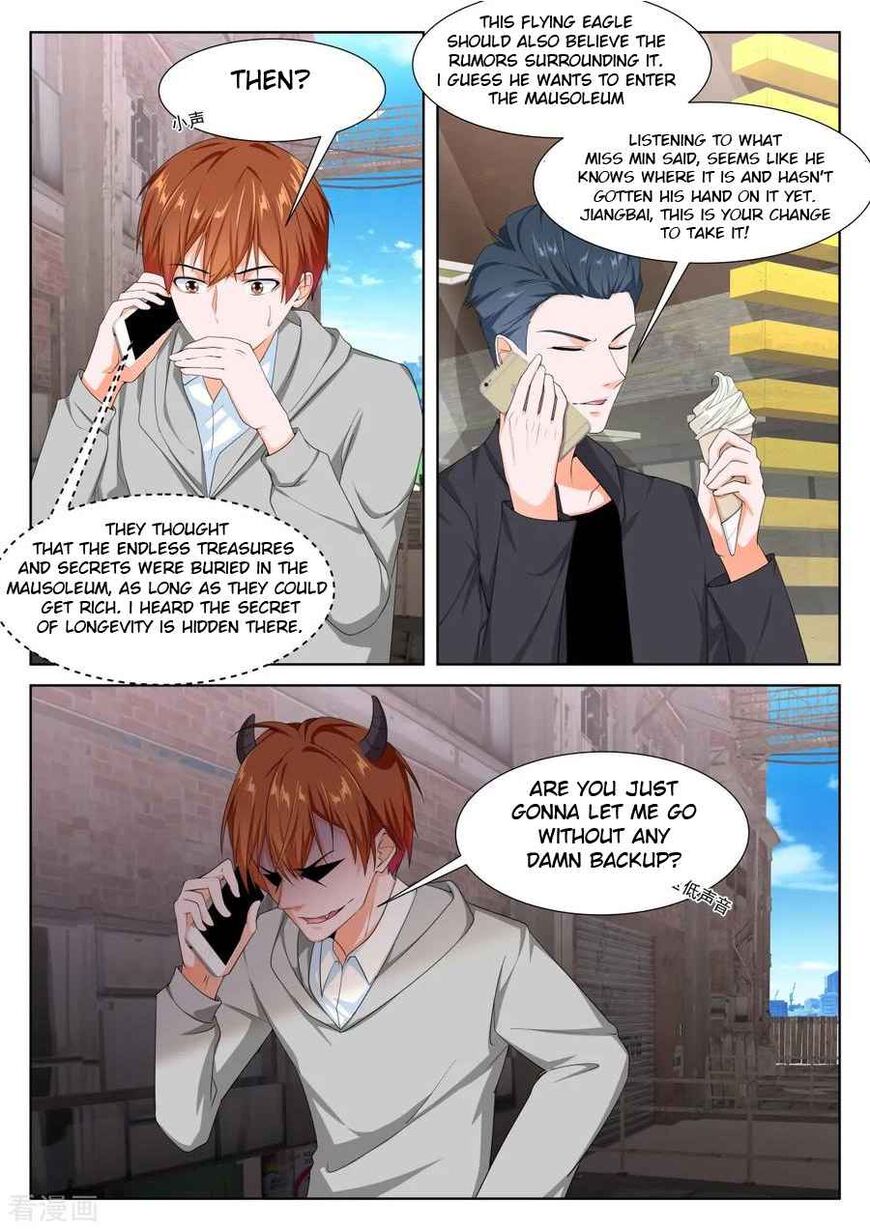 THEN?
小声
THEY THOUGHT
THAT THE ENDLESS TREASURES
AND SECRETS WERE BURIED IN THE
MAUSOLEUM, AS LONG AS THEY COULD
GET RICH. I HEARD THE SECRET
OF LONGEVITY IS HIDDEN THERE.
THIS FLYING EAGLE
SHOULD ALSO BELIEVE THE
RUMORS SURROUNDING IT.
I GUESS HE WANTS TO ENTER
THE MAUSOLEUM
LISTENING TO WHAT
MISS MIN SAID, SEEMS LIKE HE
KNOWS WHERE IT IS AND HASN'T
GOTTEN HIS HAND ON IT YET.
JIANGBAI, THIS IS YOUR CHANGE
TO TAKE IT!
ARE YOU JUST
GONNA LET ME GO
WITHOUT ANY
DAMN BACKUP?
低声音
看漫画